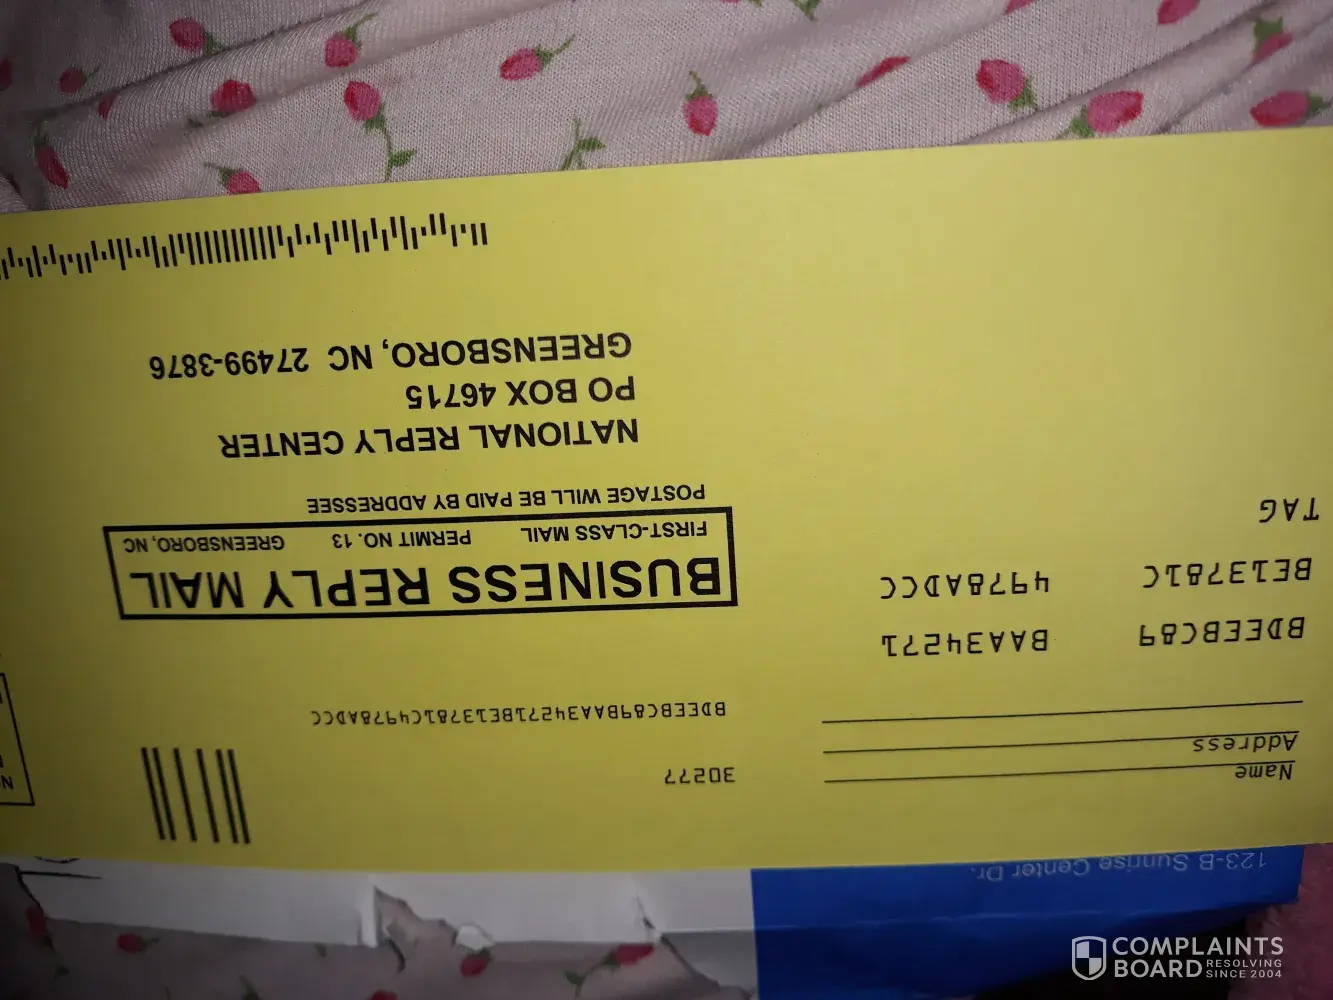 Name
Address
BDEEBC89 BAA34271
BE13781C 4978ADCC
TAG
30277
BDEEBC89BAA34271BE13781C4978ADCC
BUSINESS REPLY MAIL
FIRST-CLASS MAIL PERMIT NO. 13 GREENSBORO, NC
POSTAGE WILL BE PAID BY ADDRESSEE
NATIONAL REPLY CENTER
PO BOX 46715
GREENSBORO, NC 27499-3876
123-B Sunrise Center Dr.
COMPLAINTS
BOARD
RESOLVING
SINCE 2004